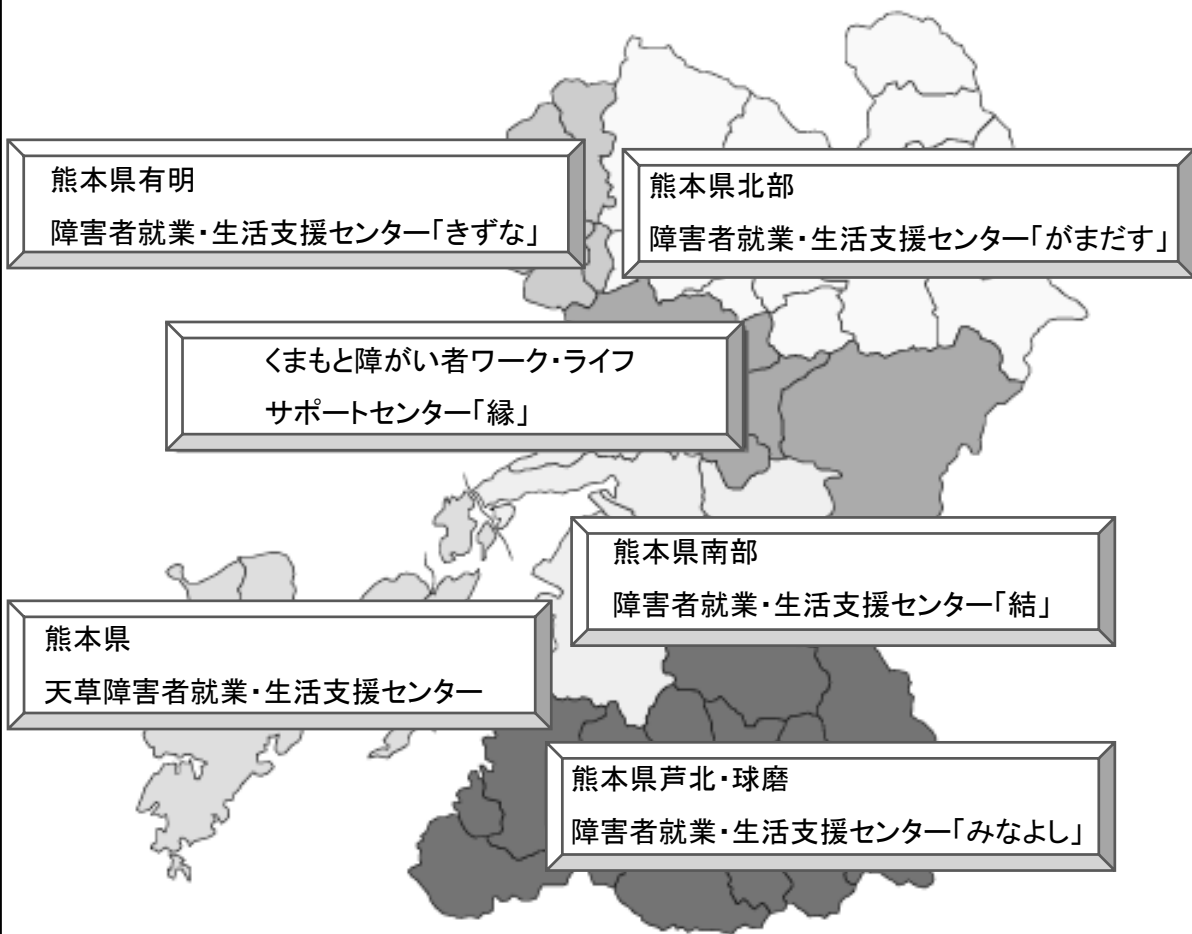 熊本県有明
障害者就業・生活支援センター「きずな」
熊本県北部
障害者就業・生活支援センター「がまだす」
くまもと障がい者ワーク・ライフ
サポートセンター「縁」
熊本県南部
障害者就業・生活支援センター「結」
熊本県
天草障害者就業・生活支援センター
熊本県芦北・球磨
障害者就業・生活支援センター「みなよし」